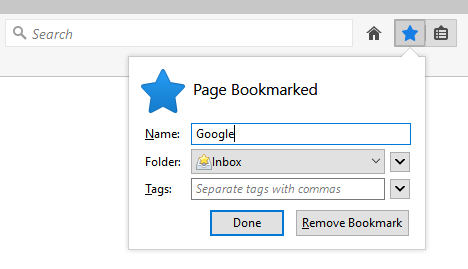 Search
Page Bookmarked
Name: Google
Folder: Inbox
Tags: Separate tags with commas
Done Remove Bookmark